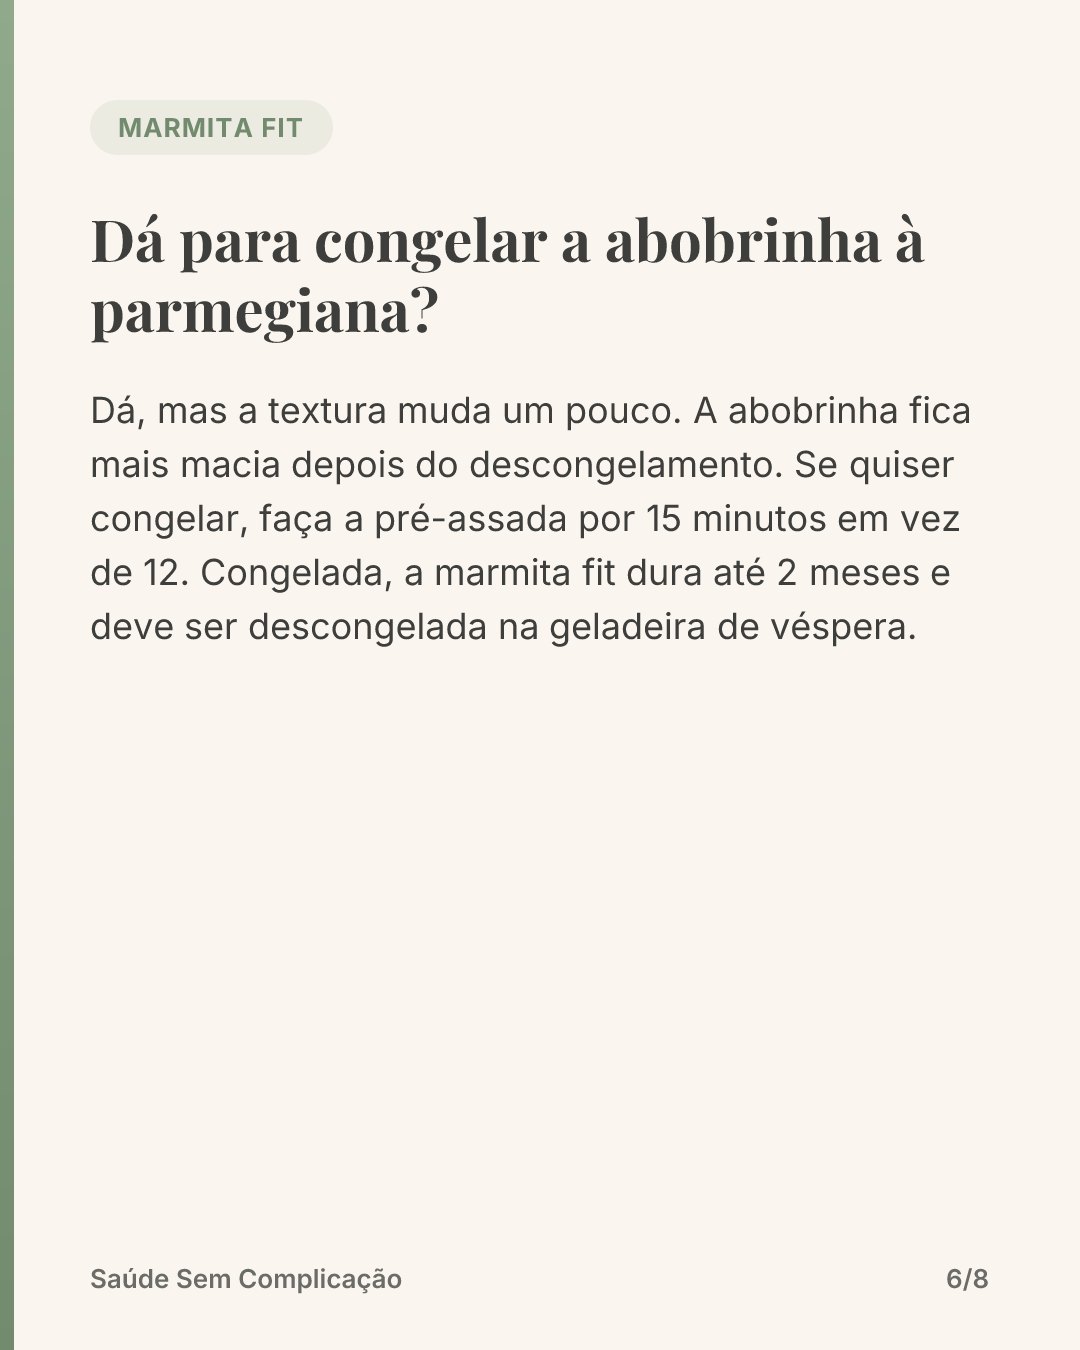 MARMITA FIT
Dá para congelar a abobrinha à
parmegiana?
Dá, mas a textura muda um pouco. A abobrinha fica
mais macia depois do descongelamento. Se quiser
congelar, faça a pré-assada por 15 minutos em vez
de 12. Congelada, a marmita fit dura até 2 meses e
deve ser descongelada na geladeira de véspera.
Saúde Sem Complicação
6/8